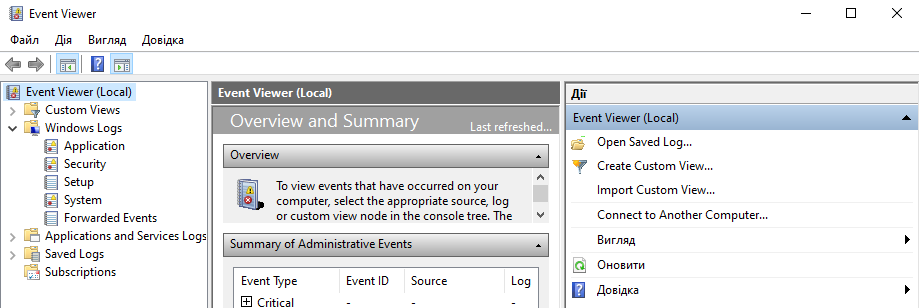 Event Viewer
Файл Дія Вигляд Довідка
Event Viewer (Local)
Custom Views
Windows Logs
Application
Security
Setup
System
Forwarded Events
Applications and Services Logs
Saved Logs
Subscriptions
Event Viewer (Local)
Overview and Summary
Last refreshed...
Overview
To view events that have occurred on your
computer, select the appropriate source, log
or custom view node in the console tree. The
Summary of Administrative Events
Event Type Event ID Source Log
Critical - - -
Дії
Event Viewer (Local)
Open Saved Log...
Create Custom View...
Import Custom View...
Connect to Another Computer...
Вигляд
Оновити
Довідка